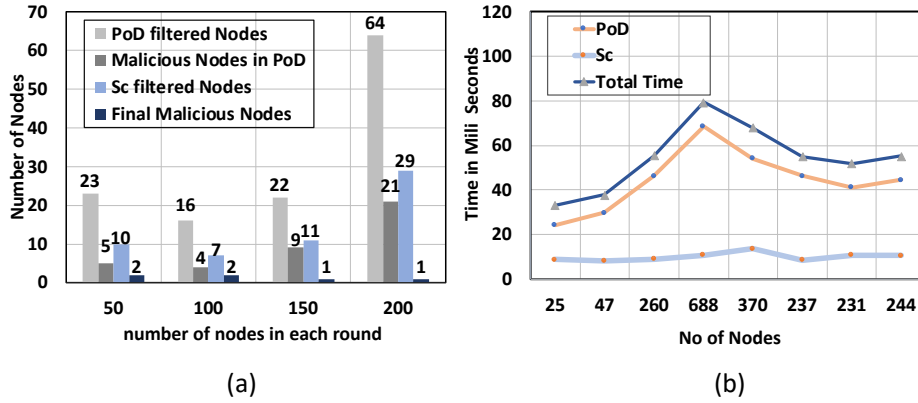 70
60
50
40
30
20
10
0
Number of Nodes
PoD filtered Nodes
Malicious Nodes in PoD
Sc filtered Nodes
Final Malicious Nodes
23
5
10
2
16
4
7
2
22
9
11
1
64
21
29
1
50 100 150 200
number of nodes in each round
(a)
120
100
80
60
40
20
0
Time in Mili Seconds
PoD
Sc
Total Time
25 47 260 688 370 237 231 244
No of Nodes
(b)